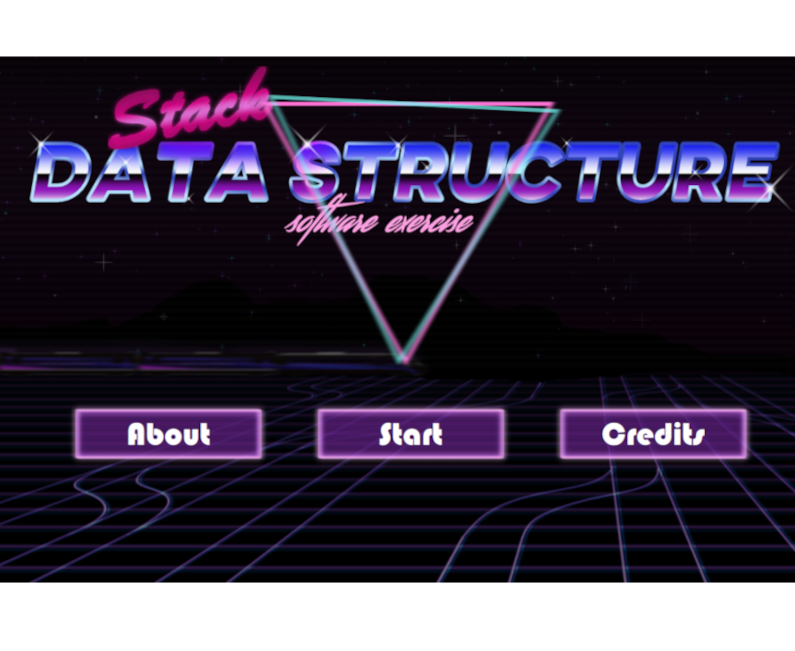 Stack
DATA STRUCTURE
software exercise
About
Start
Credits